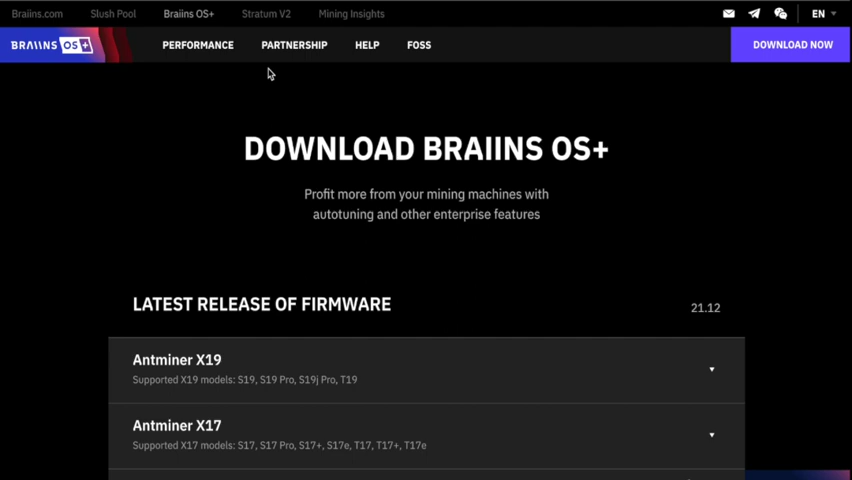 Braiins.com Slush Pool Braiins OS+ Stratum V2 Mining Insights EN
BRAIINS OS+ PERFORMANCE PARTNERSHIP HELP FOSS DOWNLOAD NOW
DOWNLOAD BRAIINS OS+
Profit more from your mining machines with
autotuning and other enterprise features
LATEST RELEASE OF FIRMWARE 21.12
Antminer X19
Supported X19 models: S19, S19 Pro, S19j Pro, T19
Antminer X17
Supported X17 models: S17, S17 Pro, S17+, S17e, T17, T17+, T17e